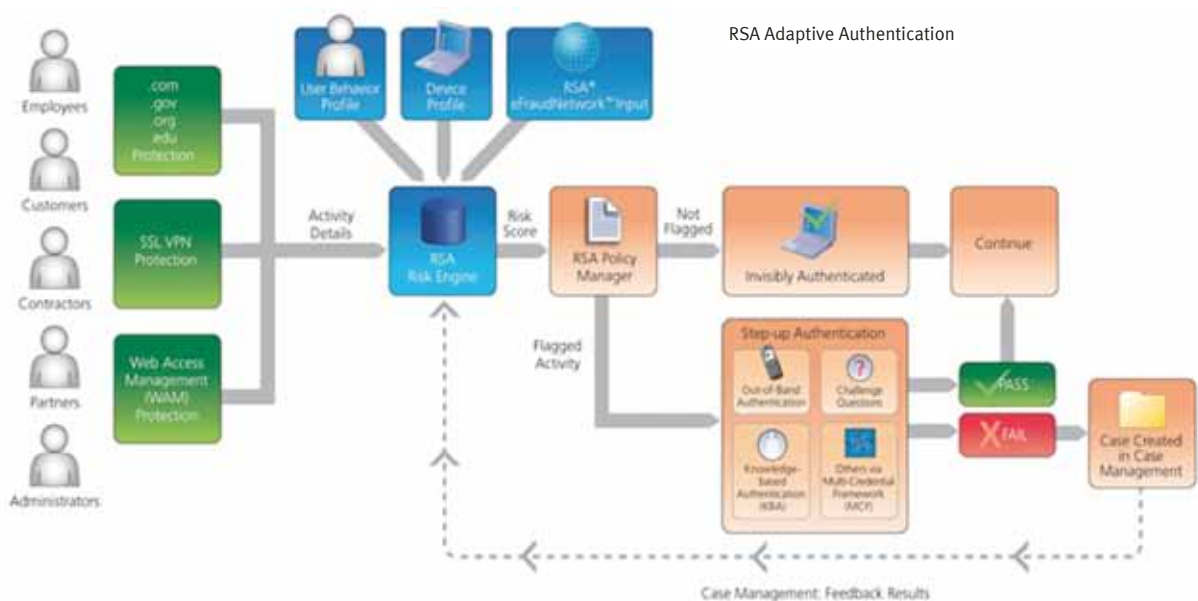 RSA Adaptive Authentication
Employees
Customers
Contractors
Partners
Administrators
.com
.gov
.org
.edu
Protection
SSL VPN
Protection
Web Access
Management
(WAM)
Protection
User Behavior
Profile
Device
Profile
RSA®
eFraudNetwork™ Input
Activity
Details
RSA
Risk Engine
Risk
Score
RSA Policy
Manager
Not
Flagged
Invisibly Authenticated
Continue
Flagged
Activity
Step-up Authentication
Out-of-Band
Authentication
Challenge
Questions
Knowledge-
based
Authentication
(KBA)
Others via
Multi-Credential
Framework
(MCF)
PASS
FAIL
Case Created
in Case
Management
Case Management: Feedback Results